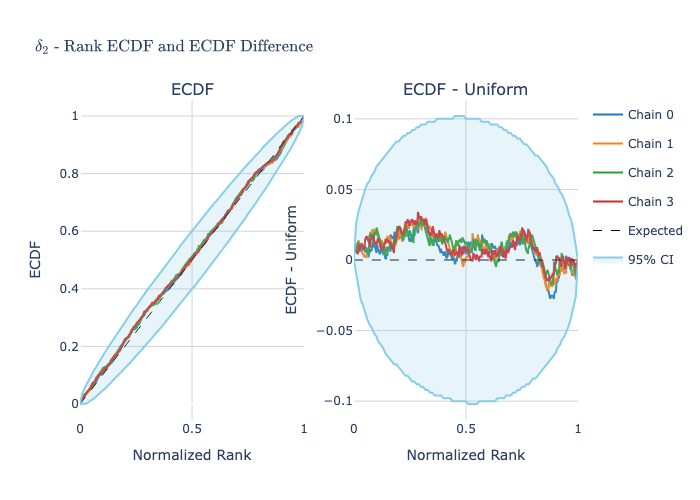 δ₂ - Rank ECDF and ECDF Difference
ECDF
ECDF
1
0.8
0.6
0.4
0.2
0
0
0.5
1
Normalized Rank
ECDF - Uniform
ECDF - Uniform
0.1
0.05
0
−0.05
−0.1
0
0.5
1
Normalized Rank
Chain 0
Chain 1
Chain 2
Chain 3
Expected
95% CI